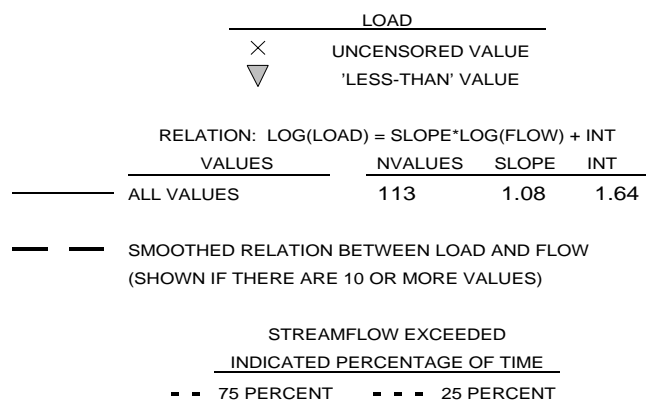 LOAD
UNCENSORED VALUE
'LESS-THAN' VALUE
RELATION: LOG(LOAD) = SLOPE*LOG(FLOW) + INT
VALUES NVALUES SLOPE INT
ALL VALUES 113 1.08 1.64
SMOOTHED RELATION BETWEEN LOAD AND FLOW
(SHOWN IF THERE ARE 10 OR MORE VALUES)
STREAMFLOW EXCEEDED
INDICATED PERCENTAGE OF TIME
75 PERCENT 25 PERCENT